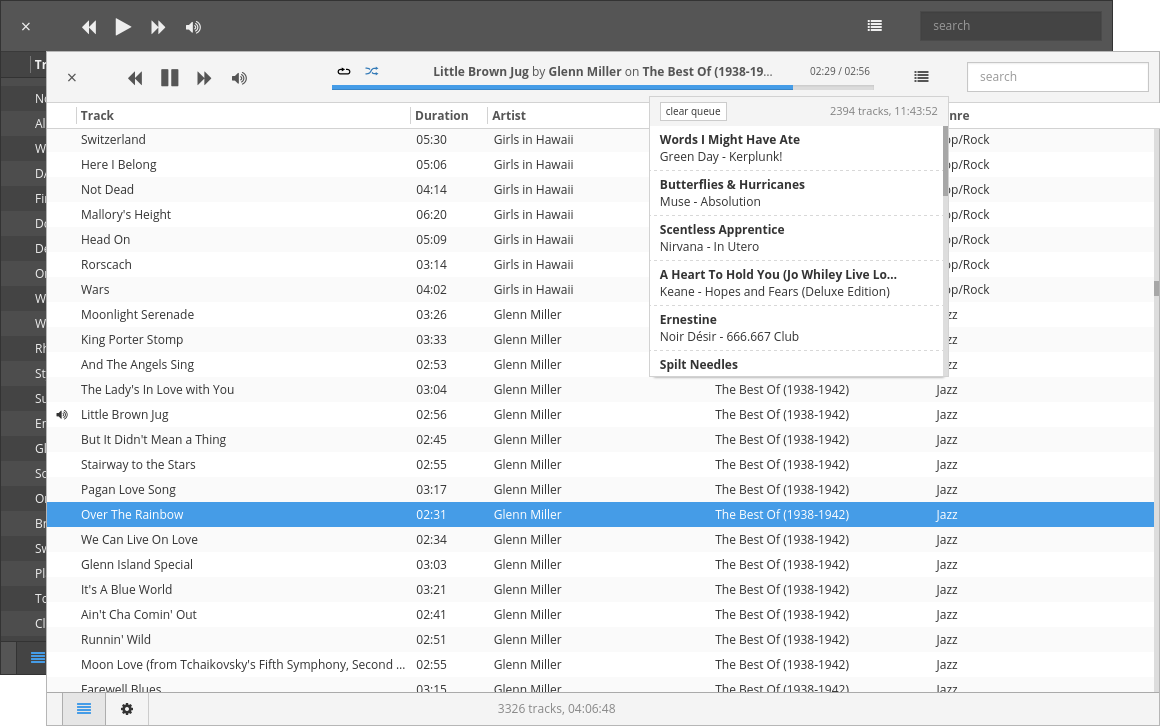 search
Tr
No
Al
W
D
Fi
Do
De
O
W
W
Rh
St
Su
Er
Gl
So
O
Br
Sw
Pl
To
Cl
Little Brown Jug by Glenn Miller on The Best Of (1938-19...
02:29 / 02:56
search
Track Duration Artist nre
clear queue 2394 tracks, 11:43:52
Words I Might Have Ate
Green Day - Kerplunk!
Butterflies & Hurricanes
Muse - Absolution
Scentless Apprentice
Nirvana - In Utero
A Heart To Hold You (Jo Whiley Live Lo...
Keane - Hopes and Fears (Deluxe Edition)
Ernestine
Noir Désir - 666.667 Club
Spilt Needles
Switzerland 05:30 Girls in Hawaii op/Rock
Here I Belong 05:06 Girls in Hawaii op/Rock
Not Dead 04:14 Girls in Hawaii op/Rock
Mallory's Height 06:20 Girls in Hawaii op/Rock
Head On 05:09 Girls in Hawaii op/Rock
Rorscach 03:14 Girls in Hawaii op/Rock
Wars 04:02 Girls in Hawaii op/Rock
Moonlight Serenade 03:26 Glenn Miller zz
King Porter Stomp 03:33 Glenn Miller zz
And The Angels Sing 02:53 Glenn Miller zz
The Lady's In Love with You 03:04 Glenn Miller The Best Of (1938-1942) Jazz
Little Brown Jug 02:56 Glenn Miller The Best Of (1938-1942) Jazz
But It Didn't Mean a Thing 02:45 Glenn Miller The Best Of (1938-1942) Jazz
Stairway to the Stars 02:55 Glenn Miller The Best Of (1938-1942) Jazz
Pagan Love Song 03:17 Glenn Miller The Best Of (1938-1942) Jazz
Over The Rainbow 02:31 Glenn Miller The Best Of (1938-1942) Jazz
We Can Live On Love 02:34 Glenn Miller The Best Of (1938-1942) Jazz
Glenn Island Special 03:03 Glenn Miller The Best Of (1938-1942) Jazz
It's A Blue World 03:21 Glenn Miller The Best Of (1938-1942) Jazz
Ain't Cha Comin' Out 02:41 Glenn Miller The Best Of (1938-1942) Jazz
Runnin' Wild 02:51 Glenn Miller The Best Of (1938-1942) Jazz
Moon Love (from Tchaikovsky's Fifth Symphony, Second ... 02:55 Glenn Miller The Best Of (1938-1942) Jazz
Farewell Blues 03:15 Glenn Miller The Best Of (1938-1942) Jazz
3326 tracks, 04:06:48